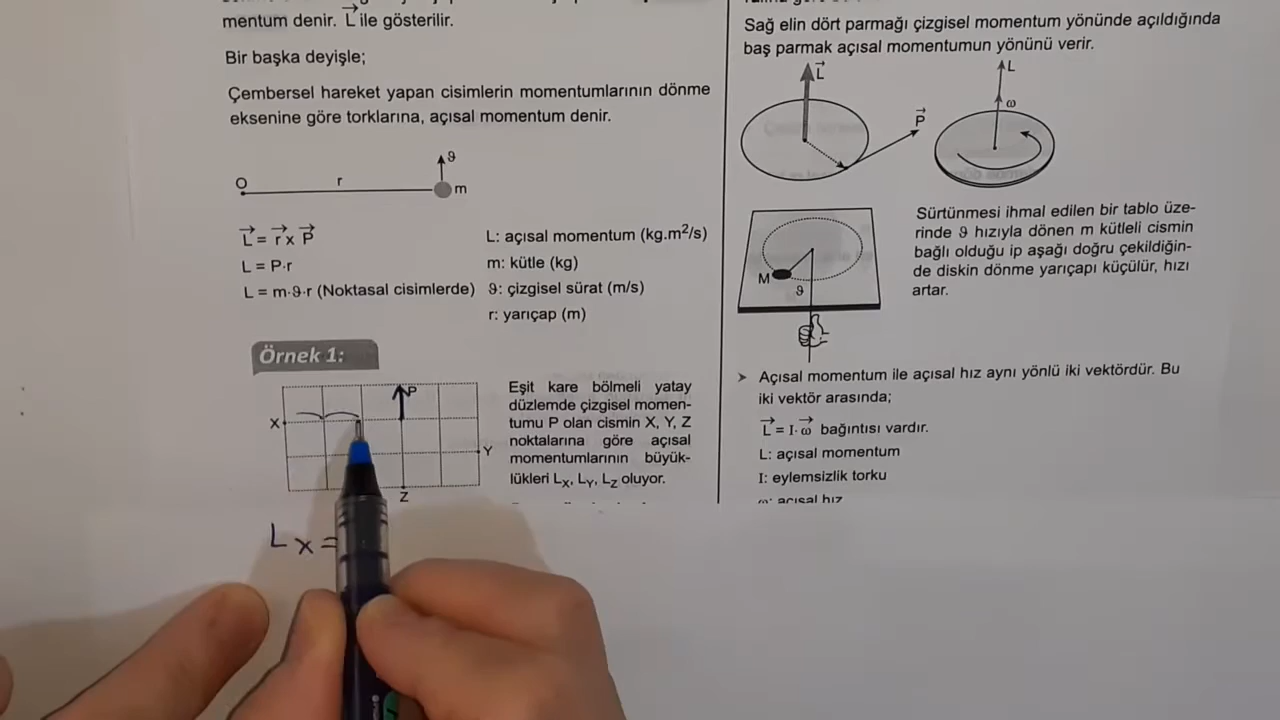 mentum denir. L ile gösterilir.
Bir başka deyişle;
Çembersel hareket yapan cisimlerin momentumlarının dönme
eksenine göre torklarına, açısal momentum denir.
O r ϑ m
L = r x P
L = P·r
L = m·ϑ·r (Noktasal cisimlerde)
L: açısal momentum (kg.m²/s)
m: kütle (kg)
ϑ: çizgisel sürat (m/s)
r: yarıçap (m)
Örnek 1:
P
X
Y
Z
Eşit kare bölmeli yatay
düzlemde çizgisel momen-
tumu P olan cismin X, Y, Z
noktalarına göre açısal
momentumlarının büyük-
lükleri LX, LY, LZ oluyor.
Lx=
Sağ elin dört parmağı çizgisel momentum yönünde açıldığında
baş parmak açısal momentumun yönünü verir.
L
P
L
ω
M
ϑ
Sürtünmesi ihmal edilen bir tablo üze-
rinde ϑ hızıyla dönen m kütleli cismin
bağlı olduğu ip aşağı doğru çekildiğin-
de diskin dönme yarıçapı küçülür, hızı
artar.
➤ Açısal momentum ile açısal hız aynı yönlü iki vektördür. Bu
iki vektör arasında;
L = I·ω bağıntısı vardır.
L: açısal momentum
I: eylemsizlik torku
ω: açısal hız